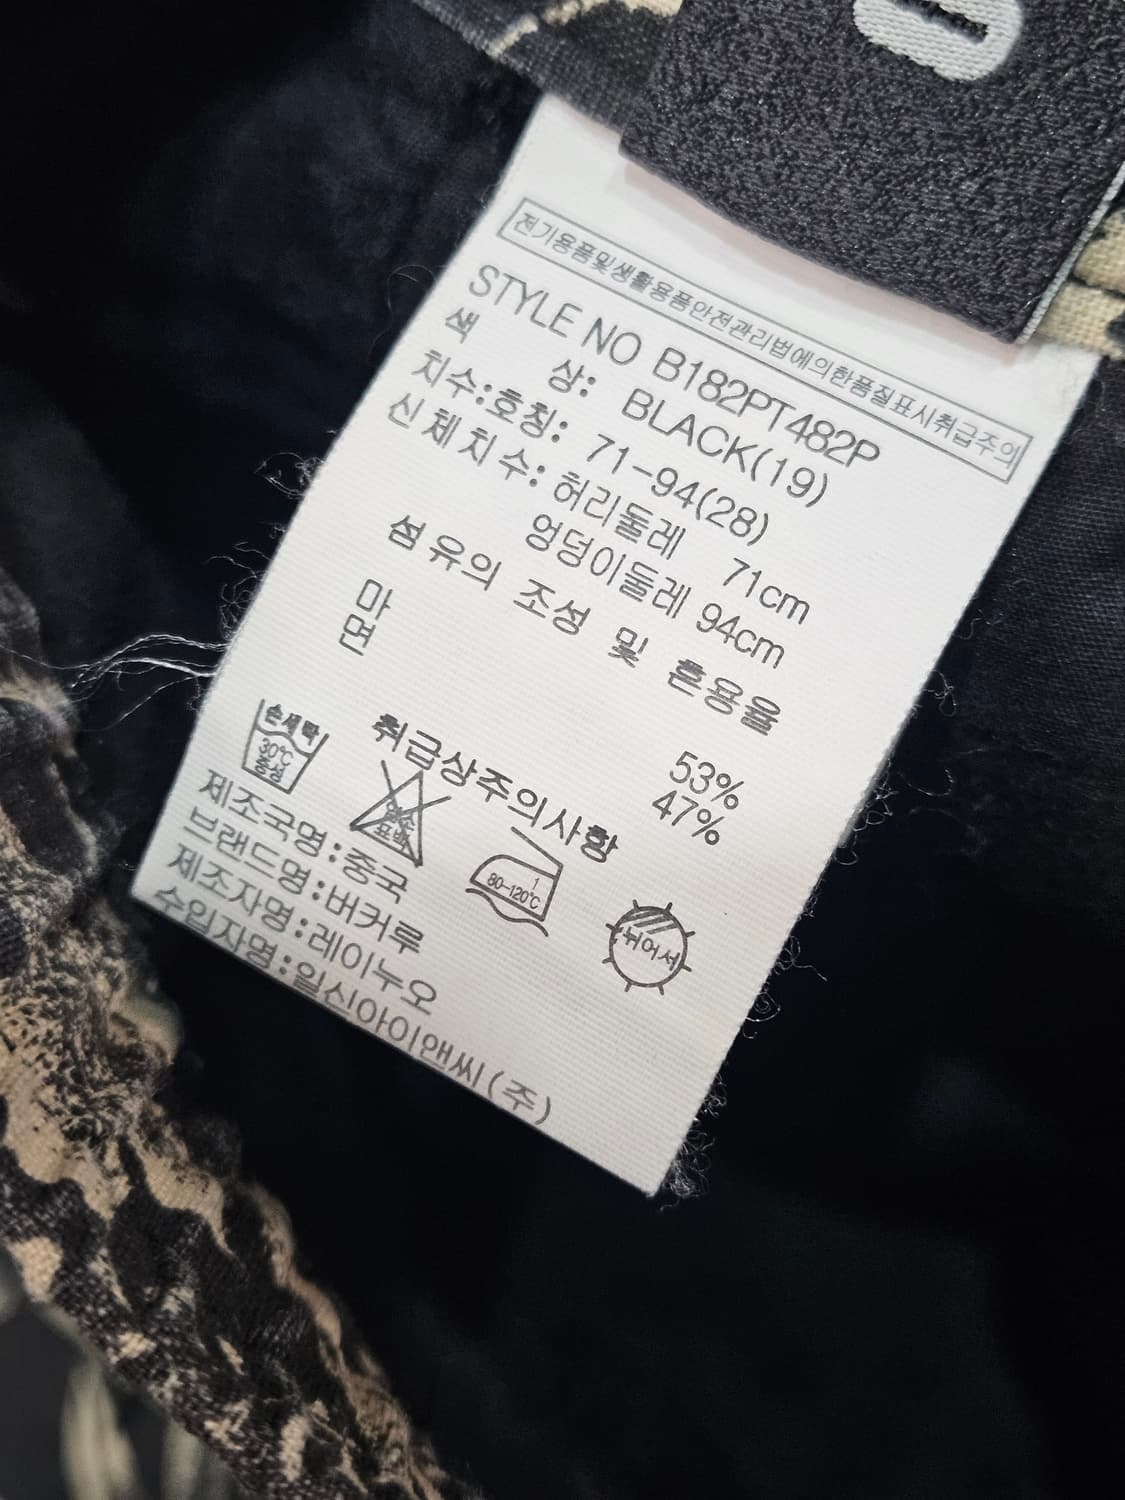 전기용품및생활용품안전관리법에의한품질표시취급주의
STYLE NO B182PT482P
색 상: BLACK(19)
치수:호칭: 71-94(28)
신체치수: 허리둘레 71cm
엉덩이둘레 94cm
섬유의 조성 및 혼용율
마 53%
면 47%
취급상주의사항
손세탁
30℃
중성
염소
표백
1
80-120℃
뉘어서
제조국명:중국
브랜드명:버커루
제조자명:레이누오
수입자명:일신아이앤씨(주)